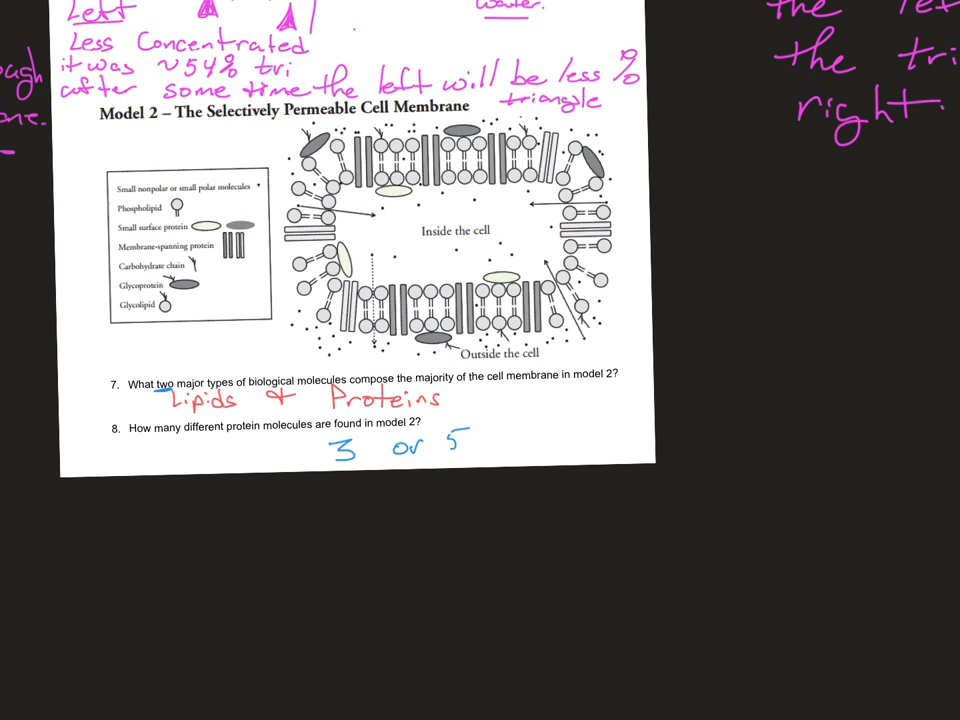 Left
water.
Less Concentrated
it was ~54% tri
after some time the left will be less %
triangle
ough
one.
the
the tri
right.
Model 2 – The Selectively Permeable Cell Membrane
Small nonpolar or small polar molecules
Phospholipid
Small surface protein
Membrane-spanning protein
Carbohydrate chain
Glycoprotein
Glycolipid
Inside the cell
Outside the cell
7. What two major types of biological molecules compose the majority of the cell membrane in model 2?
Lipids & Proteins
8. How many different protein molecules are found in model 2?
3 or 5